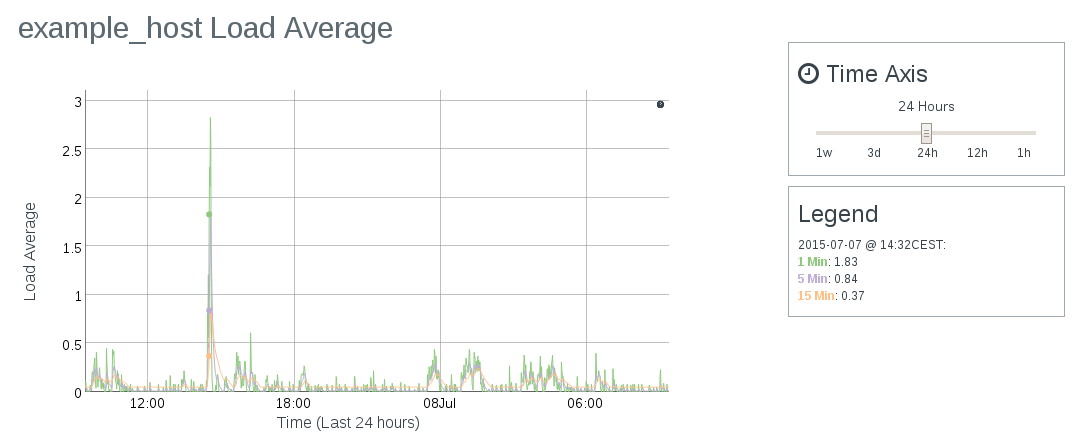 example_host Load Average
Load Average
3
2.5
2
1.5
1
0.5
0
12:00
18:00
08Jul
06:00
Time (Last 24 hours)
Time Axis
24 Hours
1w 3d 24h 12h 1h
Legend
2015-07-07 @ 14:32CEST:
1 Min: 1.83
5 Min: 0.84
15 Min: 0.37